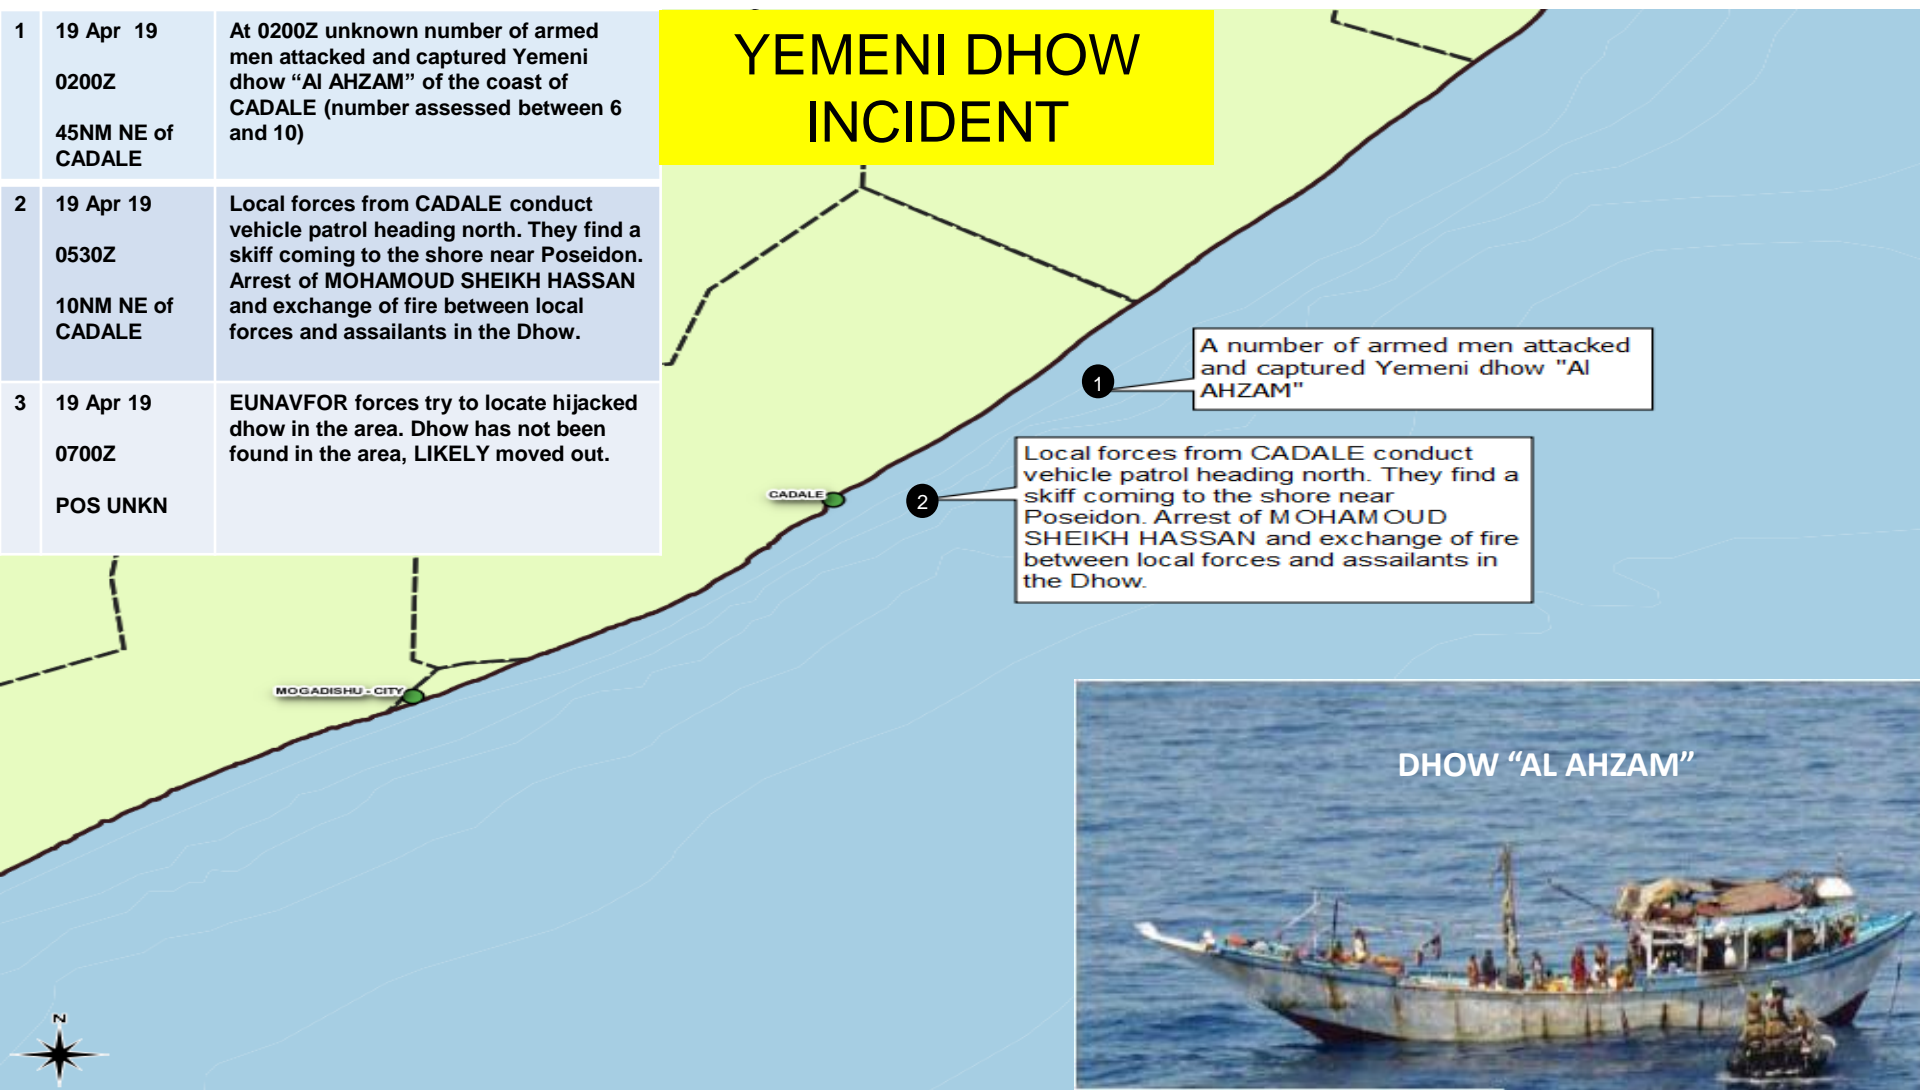 1
19 Apr  19
0200Z
45NM NE of
CADALE
At 0200Z unknown number of armed
men attacked and captured Yemeni
dhow “Al AHZAM” of the coast of
CADALE (number assessed between 6
and 10)
2
19 Apr 19
0530Z
10NM NE of
CADALE
Local forces from CADALE conduct
vehicle patrol heading north. They find a
skiff coming to the shore near Poseidon.
Arrest of MOHAMOUD SHEIKH HASSAN
and exchange of fire between local
forces and assailants in the Dhow.
3
19 Apr 19
0700Z
POS UNKN
EUNAVFOR forces try to locate hijacked
dhow in the area. Dhow has not been
found in the area, LIKELY moved out.
YEMENI DHOW
INCIDENT
1
A number of armed men attacked
and captured Yemeni dhow "Al
AHZAM"
2
Local forces from CADALE conduct
vehicle patrol heading north. They find a
skiff coming to the shore near
Poseidon. Arrest of MOHAMOUD
SHEIKH HASSAN and exchange of fire
between local forces and assailants in
the Dhow.
CADALE
MOGADISHU - CITY
DHOW “AL AHZAM”
N